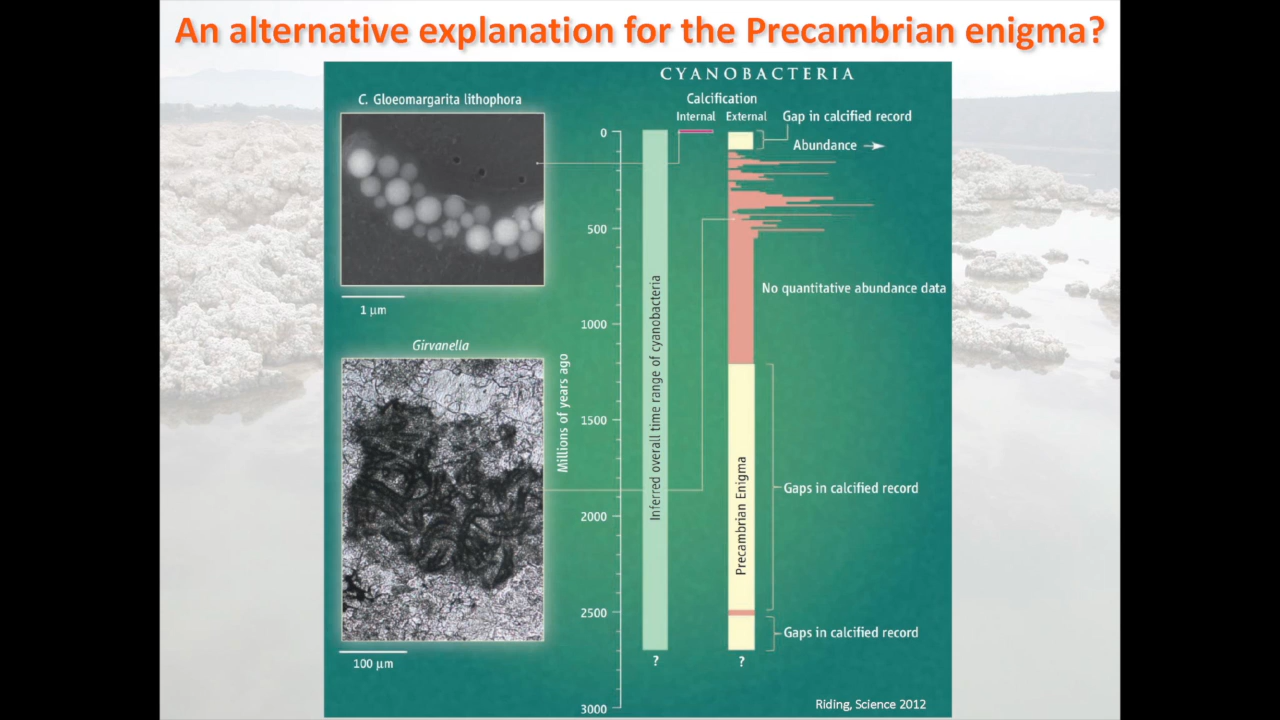 An alternative explanation for the Precambrian enigma?
CYANOBACTERIA
C. Gloeomargarita lithophora
Calcification
Internal External
Gap in calcified record
Abundance
0
500
1000
1500
2000
2500
3000
Millions of years ago
Inferred overall time range of cyanobacteria
No quantitative abundance data
1 µm
Girvanella
100 µm
Precambrian Enigma
Gaps in calcified record
Gaps in calcified record
?
?
Riding, Science 2012